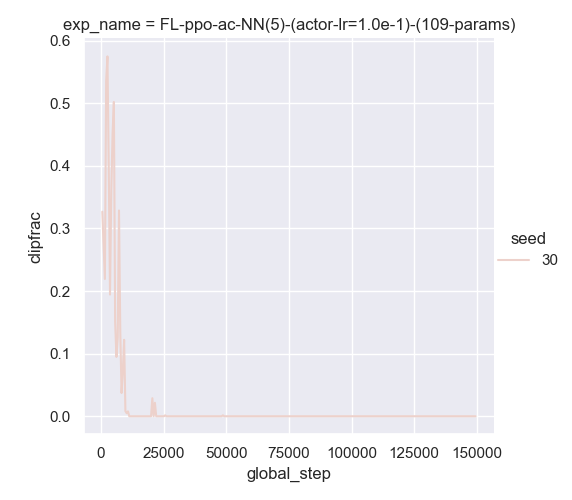 exp_name = FL-ppo-ac-NN(5)-(actor-lr=1.0e-1)-(109-params)
0.6
0.5
0.4
0.3
0.2
0.1
0.0
clipfrac
0 25000 50000 75000 100000 125000 150000
global_step
seed
30